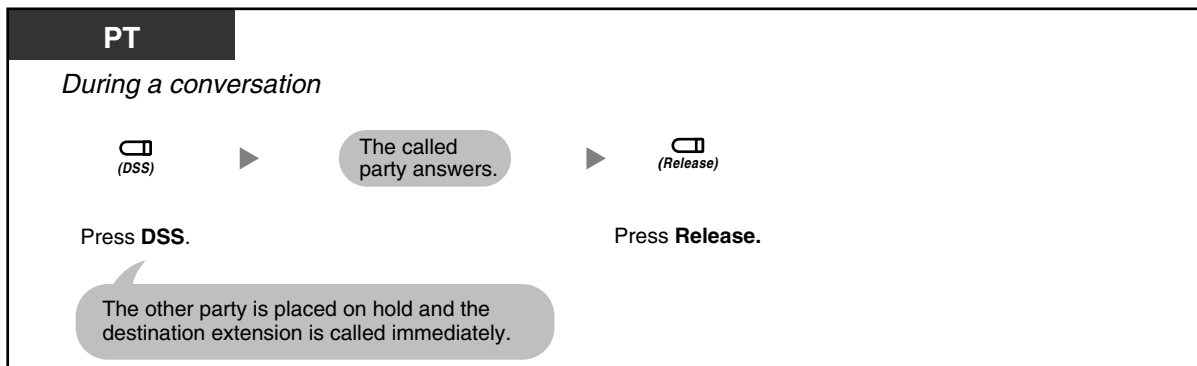 PT
During a conversation
(DSS)
The called
party answers.
(Release)
Press DSS.
Press Release.
The other party is placed on hold and the
destination extension is called immediately.